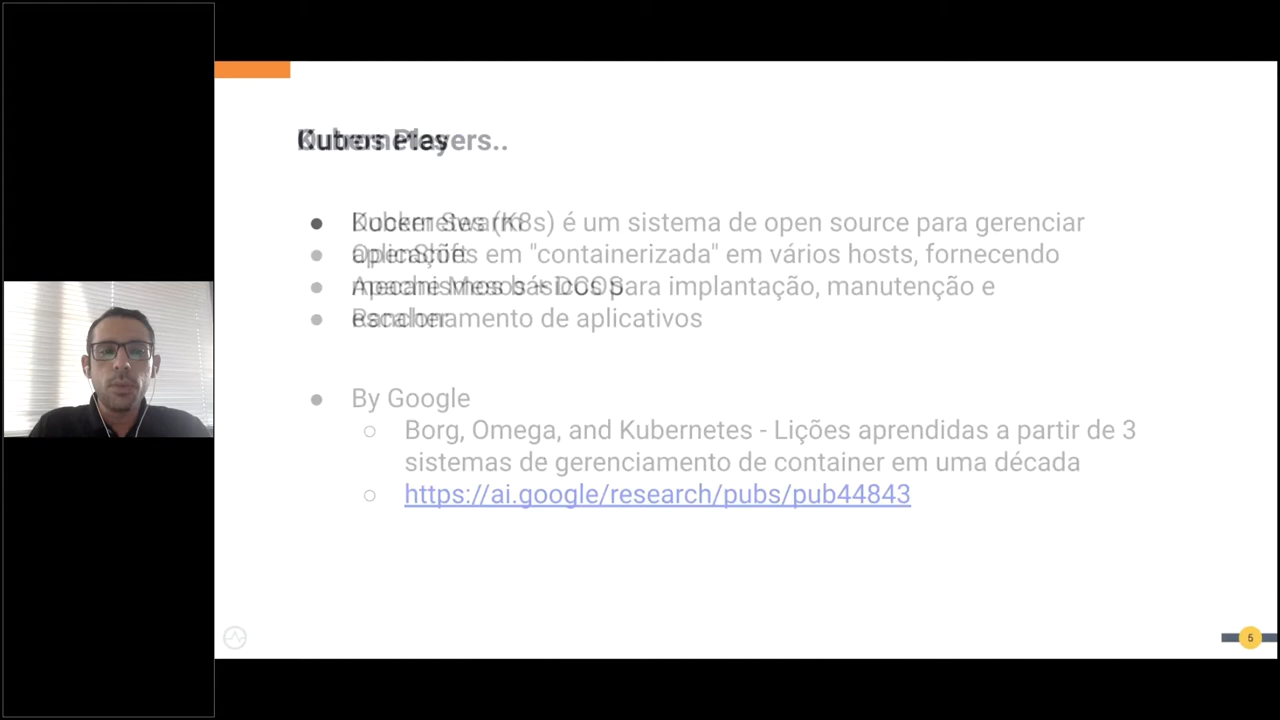 Kubernetes
Outros Players..
Kubernetes (K8s) é um sistema de open source para gerenciar
Docker Swarm
aplicações em "containerizada" em vários hosts, fornecendo
OpenShift
mecanismos básicos para implantação, manutenção e
Apache Mesos + DCOS
escalonamento de aplicativos
Rancher
By Google
Borg, Omega, and Kubernetes - Lições aprendidas a partir de 3
sistemas de gerenciamento de container em uma década
https://ai.google/research/pubs/pub44843
5